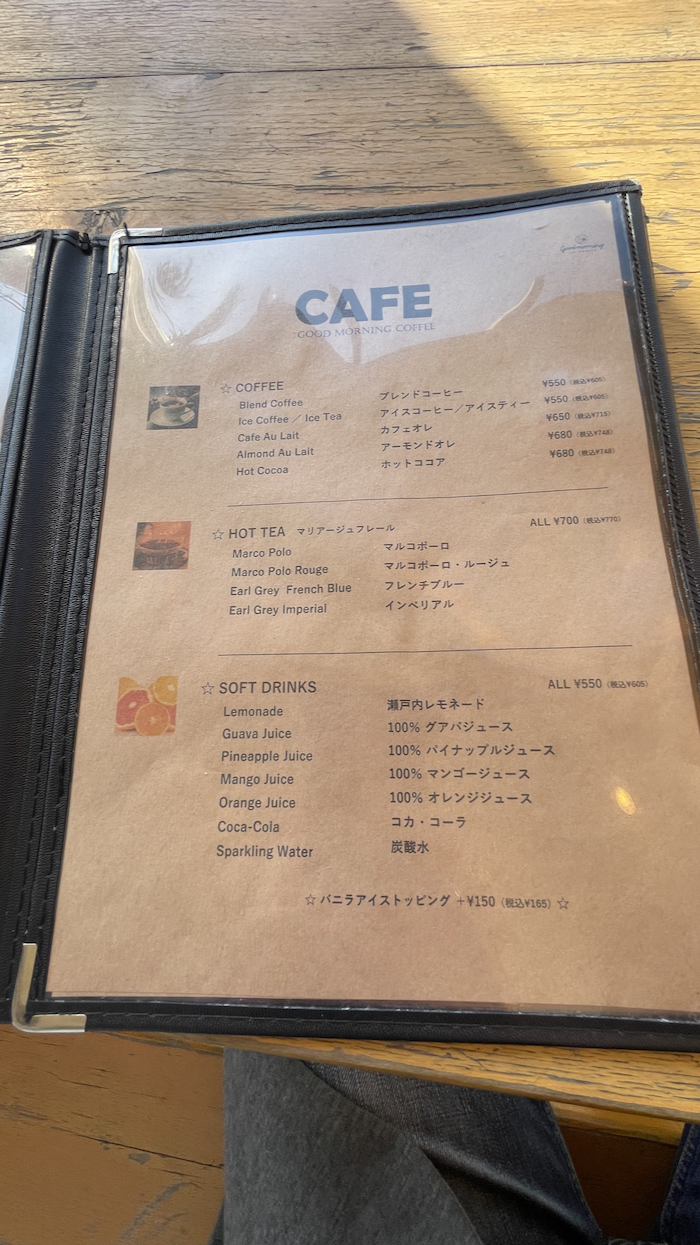 Goodmorning
CAFE
GOOD MORNING COFFEE
☆ COFFEE
Blend Coffee ブレンドコーヒー ¥550（税込¥605）
Ice Coffee ／ Ice Tea アイスコーヒー／アイスティー ¥550（税込¥605）
Cafe Au Lait カフェオレ ¥650（税込¥715）
Almond Au Lait アーモンドオレ ¥680（税込¥748）
Hot Cocoa ホットココア ¥680（税込¥748）
☆ HOT TEA マリアージュフレール ALL ¥700（税込¥770）
Marco Polo マルコポーロ
Marco Polo Rouge マルコポーロ・ルージュ
Earl Grey French Blue フレンチブルー
Earl Grey Imperial インペリアル
☆ SOFT DRINKS ALL ¥550（税込¥605）
Lemonade 瀬戸内レモネード
Guava Juice 100% グアバジュース
Pineapple Juice 100% パイナップルジュース
Mango Juice 100% マンゴージュース
Orange Juice 100% オレンジジュース
Coca-Cola コカ・コーラ
Sparkling Water 炭酸水
☆ バニラアイストッピング +¥150（税込¥165）☆